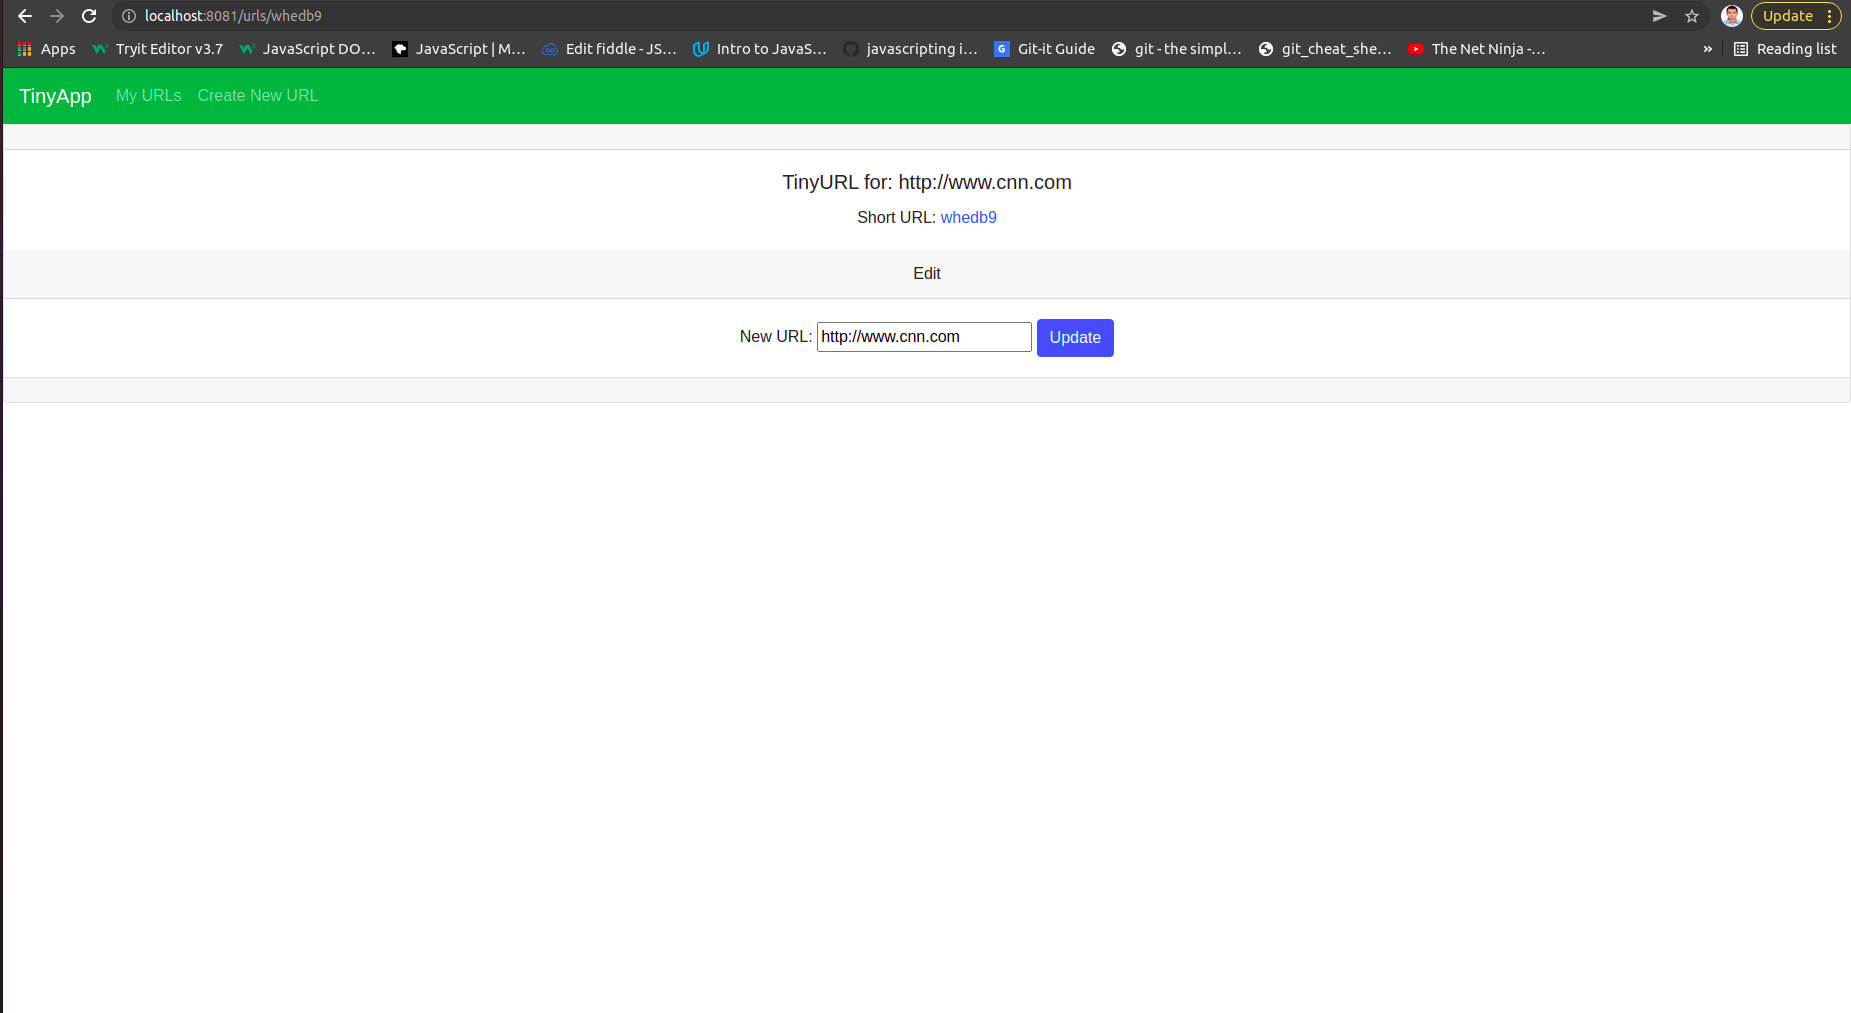 localhost:8081/urls/whedb9 Update
Apps Tryit Editor v3.7 JavaScript DO... JavaScript | M... Edit fiddle - JS... Intro to JavaS... javascripting i... G Git-it Guide git - the simpl... git_cheat_she... The Net Ninja -... » Reading list
TinyApp My URLs Create New URL
TinyURL for: http://www.cnn.com
Short URL: whedb9
Edit
New URL: http://www.cnn.com Update